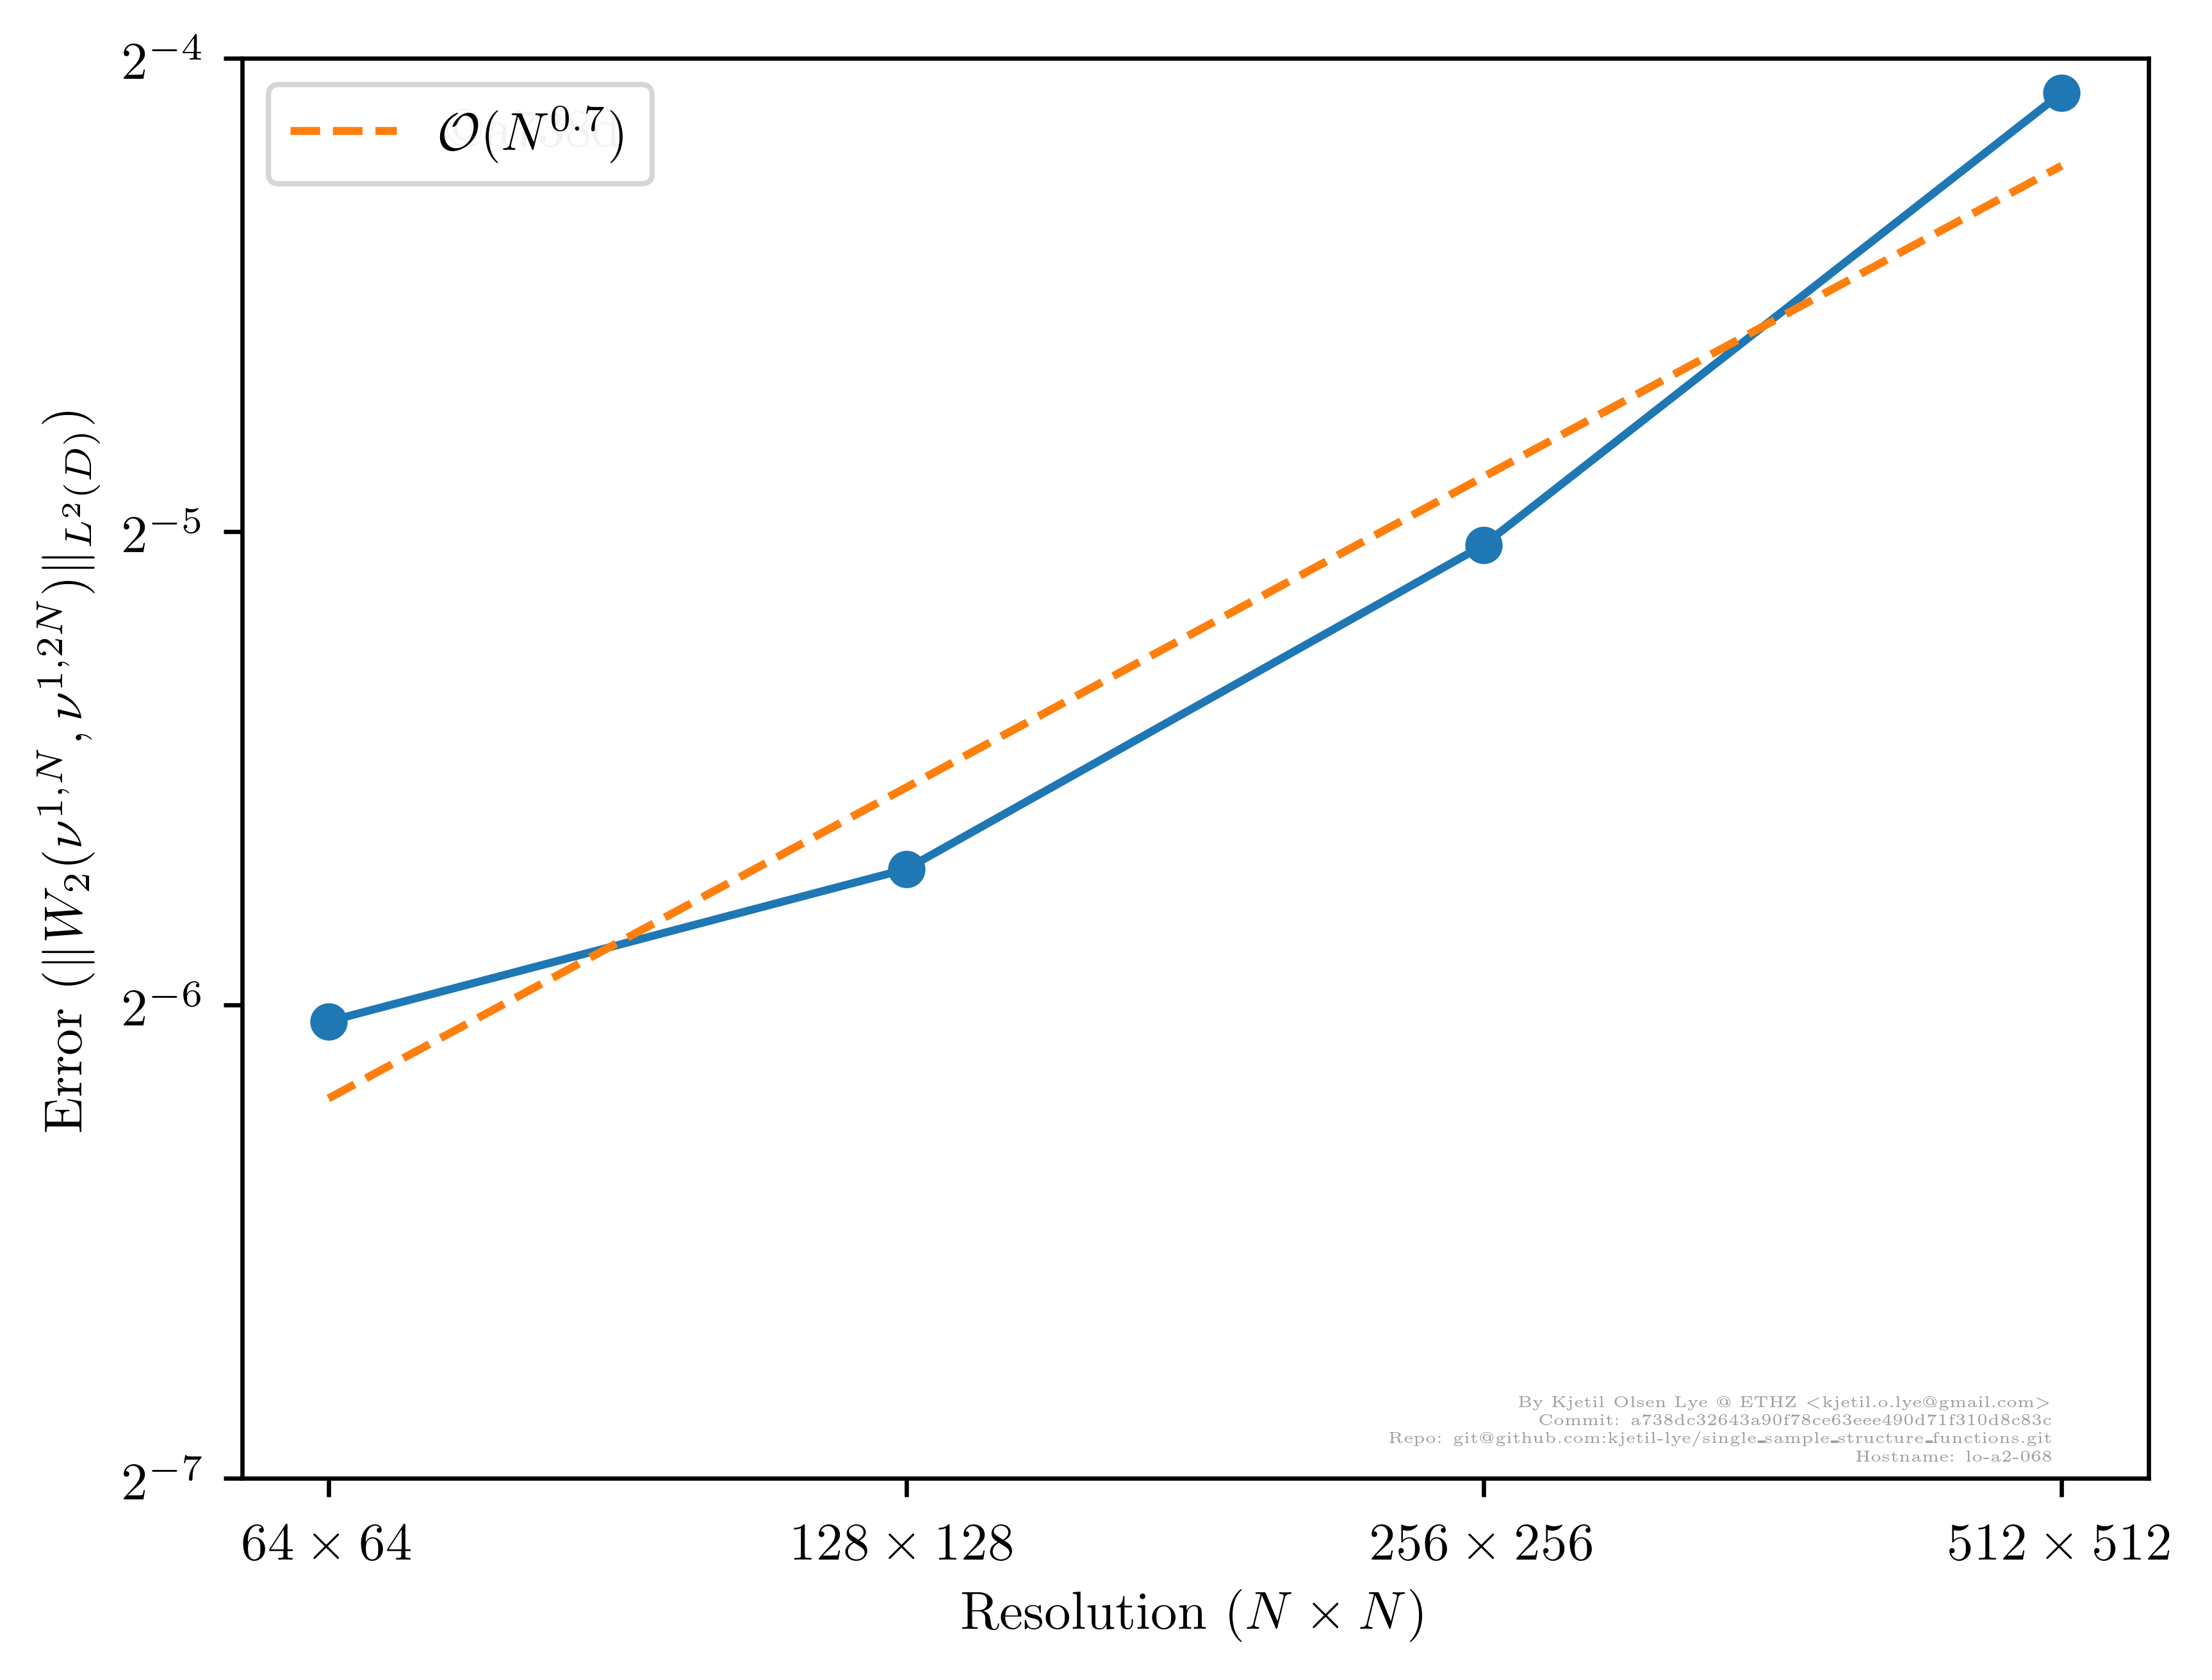 2^{-4}
𝒪(N^{0.7})
2^{-5}
2^{-6}
2^{-7}
Error (||W_2(ν^{1,N}, ν^{1,2N})||_{L^2(D)})
By Kjetil Olsen Lye @ ETHZ <kjetil.o.lye@gmail.com>
Commit: a738dc32643a90f78ce63eee490d71f310d8c83c
Repo: git@github.com:kjetil-lye/single_sample_structure_functions.git
Hostname: lo-a2-068
64 × 64
128 × 128
256 × 256
512 × 512
Resolution (N × N)